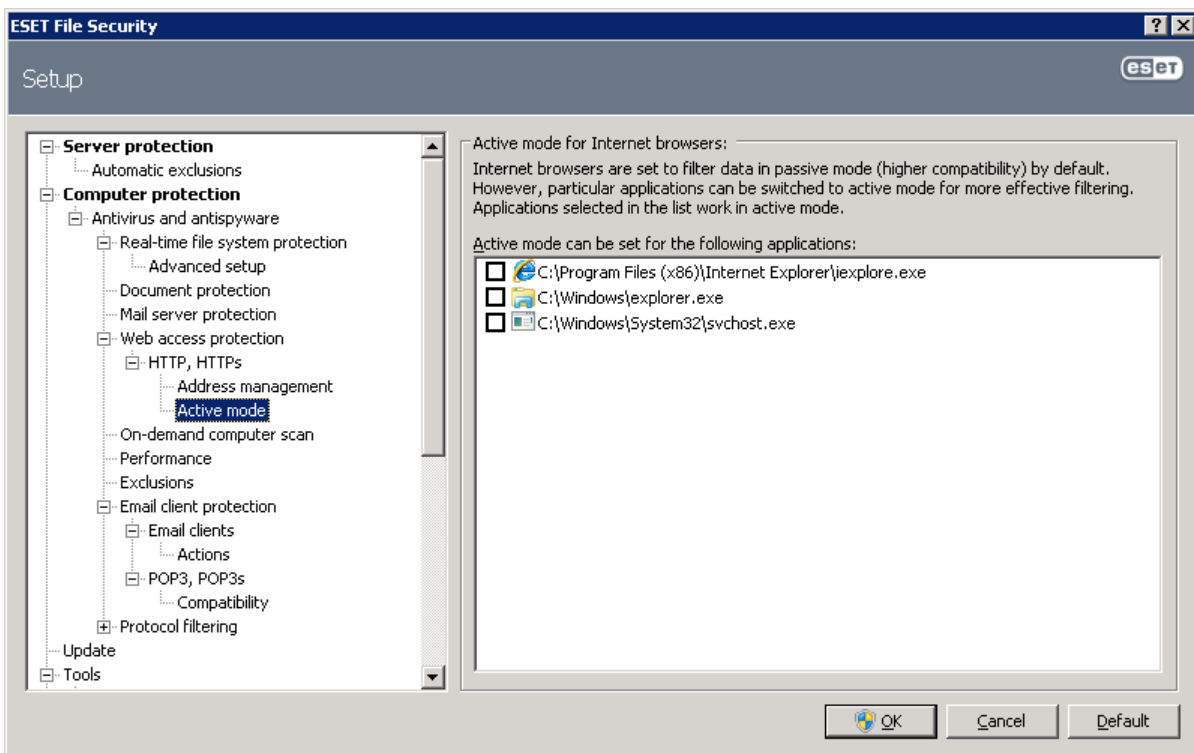 ESET File Security
Setup
eset
Server protection
Automatic exclusions
Computer protection
Antivirus and antispyware
Real-time file system protection
Advanced setup
Document protection
Mail server protection
Web access protection
HTTP, HTTPs
Address management
Active mode
On-demand computer scan
Performance
Exclusions
Email client protection
Email clients
Actions
POP3, POP3s
Compatibility
Protocol filtering
Update
Tools
Active mode for Internet browsers:
Internet browsers are set to filter data in passive mode (higher compatibility) by default.
However, particular applications can be switched to active mode for more effective filtering.
Applications selected in the list work in active mode.
Active mode can be set for the following applications:
C:\Program Files (x86)\Internet Explorer\iexplore.exe
C:\Windows\explorer.exe
C:\Windows\System32\svchost.exe
OK
Cancel
Default